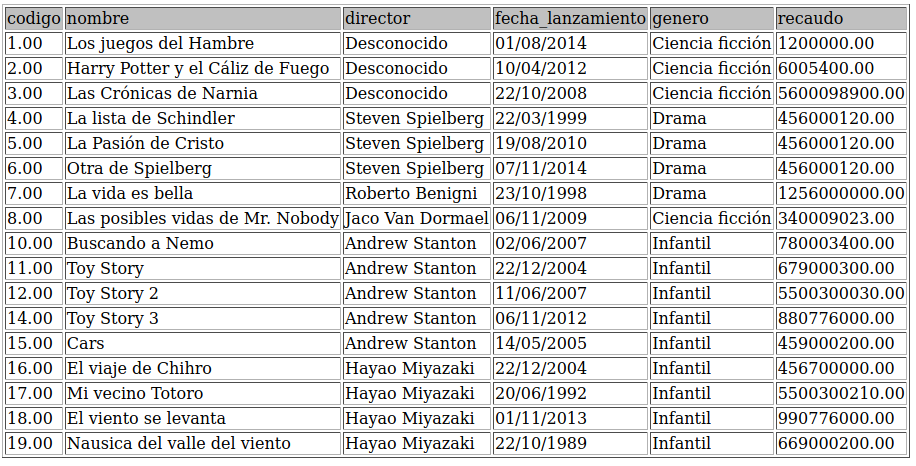 codigo nombre director fecha_lanzamiento genero recaudo
1.00 Los juegos del Hambre Desconocido 01/08/2014 Ciencia ficción 1200000.00
2.00 Harry Potter y el Cáliz de Fuego Desconocido 10/04/2012 Ciencia ficción 6005400.00
3.00 Las Crónicas de Narnia Desconocido 22/10/2008 Ciencia ficción 5600098900.00
4.00 La lista de Schindler Steven Spielberg 22/03/1999 Drama 456000120.00
5.00 La Pasión de Cristo Steven Spielberg 19/08/2010 Drama 456000120.00
6.00 Otra de Spielberg Steven Spielberg 07/11/2014 Drama 456000120.00
7.00 La vida es bella Roberto Benigni 23/10/1998 Drama 1256000000.00
8.00 Las posibles vidas de Mr. Nobody Jaco Van Dormael 06/11/2009 Ciencia ficción 340009023.00
10.00 Buscando a Nemo Andrew Stanton 02/06/2007 Infantil 780003400.00
11.00 Toy Story Andrew Stanton 22/12/2004 Infantil 679000300.00
12.00 Toy Story 2 Andrew Stanton 11/06/2007 Infantil 5500300030.00
14.00 Toy Story 3 Andrew Stanton 06/11/2012 Infantil 880776000.00
15.00 Cars Andrew Stanton 14/05/2005 Infantil 459000200.00
16.00 El viaje de Chihro Hayao Miyazaki 22/12/2004 Infantil 456700000.00
17.00 Mi vecino Totoro Hayao Miyazaki 20/06/1992 Infantil 5500300210.00
18.00 El viento se levanta Hayao Miyazaki 01/11/2013 Infantil 990776000.00
19.00 Nausica del valle del viento Hayao Miyazaki 22/10/1989 Infantil 669000200.00